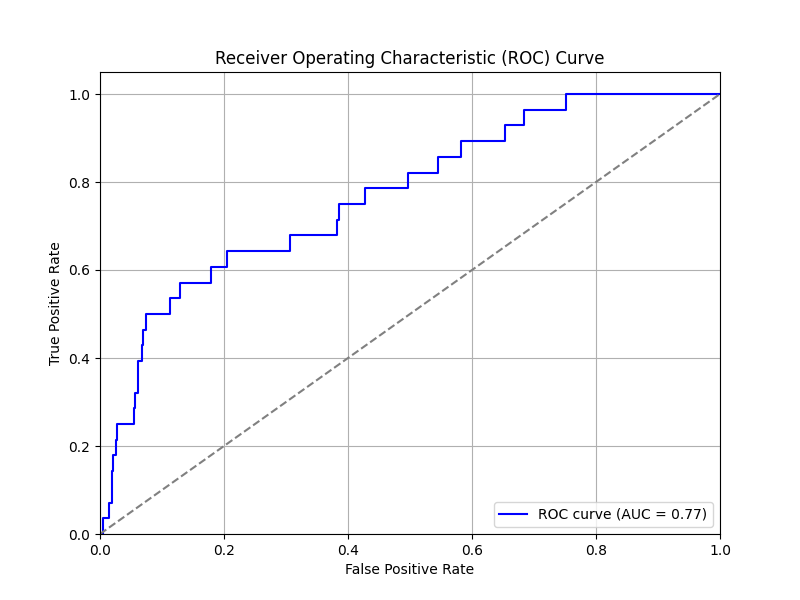 Receiver Operating Characteristic (ROC) Curve
1.0
0.8
0.6
0.4
0.2
0.0
True Positive Rate
ROC curve (AUC = 0.77)
0.0 0.2 0.4 0.6 0.8 1.0
False Positive Rate